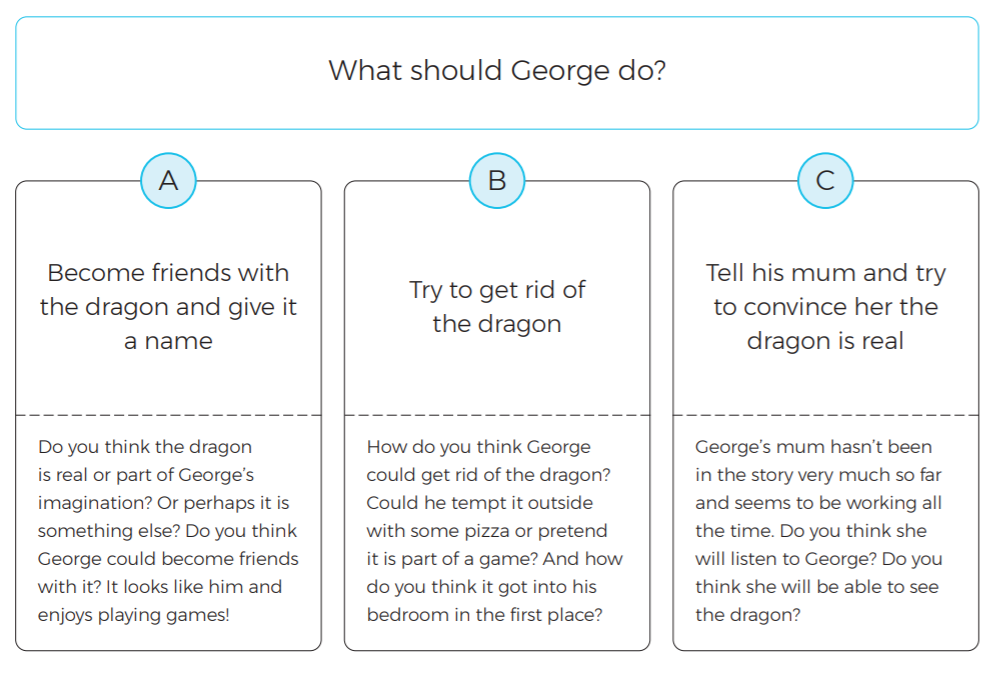 What should George do?
A
Become friends with
the dragon and give it
a name
Do you think the dragon
is real or part of George’s
imagination? Or perhaps it is
something else? Do you think
George could become friends
with it? It looks like him and
enjoys playing games!
B
Try to get rid of
the dragon
How do you think George
could get rid of the dragon?
Could he tempt it outside
with some pizza or pretend
it is part of a game? And how
do you think it got into his
bedroom in the first place?
C
Tell his mum and try
to convince her the
dragon is real
George’s mum hasn’t been
in the story very much so far
and seems to be working all
the time. Do you think she
will listen to George? Do you
think she will be able to see
the dragon?